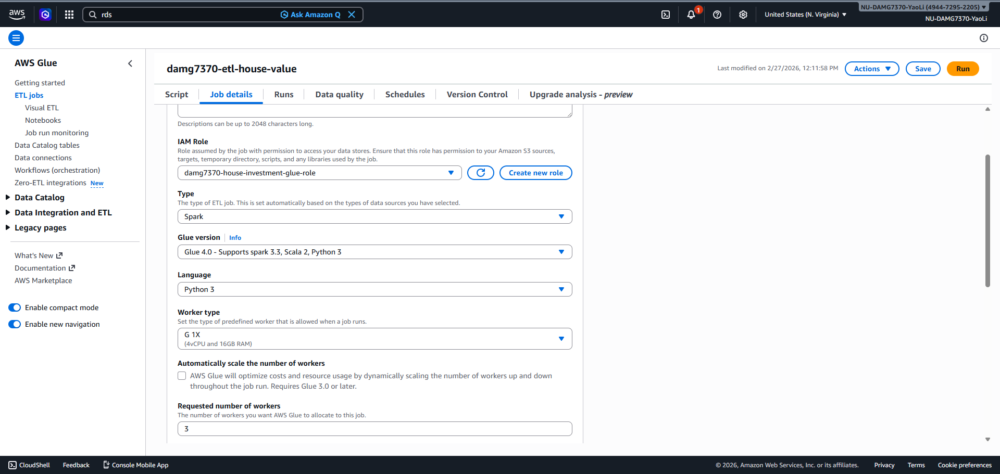 aws
rds
Ask Amazon Q
1
United States (N. Virginia)
NU-DAMG7370-YaoLi (4944-7295-2205)
NU-DAMG7370-YaoLi
AWS Glue
Getting started
ETL jobs
Visual ETL
Notebooks
Job run monitoring
Data Catalog tables
Data connections
Workflows (orchestration)
Zero-ETL integrations New
Data Catalog
Data Integration and ETL
Legacy pages
What's New
Documentation
AWS Marketplace
Enable compact mode
Enable new navigation
damg7370-etl-house-value
Last modified on 2/27/2026, 12:11:58 PM
Actions
Save
Run
Script
Job details
Runs
Data quality
Schedules
Version Control
Upgrade analysis - preview
Descriptions can be up to 2048 characters long.
IAM Role
Role assumed by the job with permission to access your data stores. Ensure that this role has permission to your Amazon S3 sources,
targets, temporary directory, scripts, and any libraries used by the job.
damg7370-house-investment-glue-role
Create new role
Type
The type of ETL job. This is set automatically based on the types of data sources you have selected.
Spark
Glue version Info
Glue 4.0 - Supports spark 3.3, Scala 2, Python 3
Language
Python 3
Worker type
Set the type of predefined worker that is allowed when a job runs.
G 1X
(4vCPU and 16GB RAM)
Automatically scale the number of workers
AWS Glue will optimize costs and resource usage by dynamically scaling the number of workers up and down
throughout the job run. Requires Glue 3.0 or later.
Requested number of workers
The number of workers you want AWS Glue to allocate to this job.
3
CloudShell
Feedback
Console Mobile App
© 2026, Amazon Web Services, Inc. or its affiliates.
Privacy
Terms
Cookie preferences